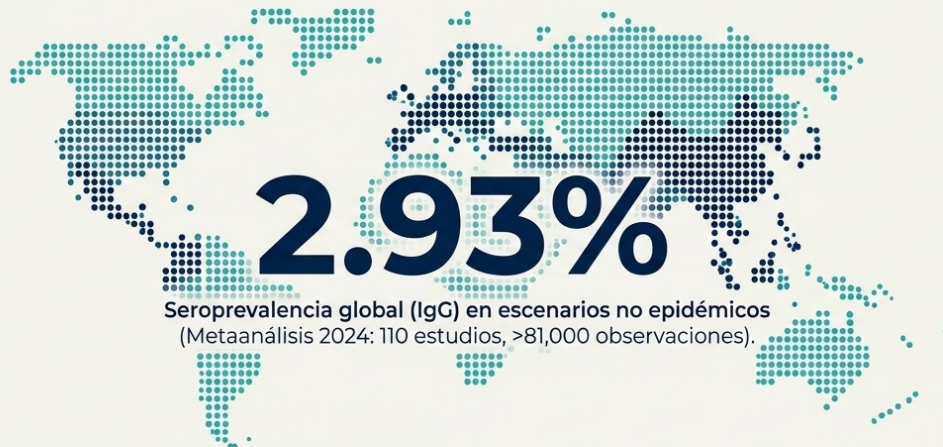 2.93%
Seroprevalencia global (IgG) en escenarios no epidémicos
(Metaanálisis 2024: 110 estudios, >81,000 observaciones).